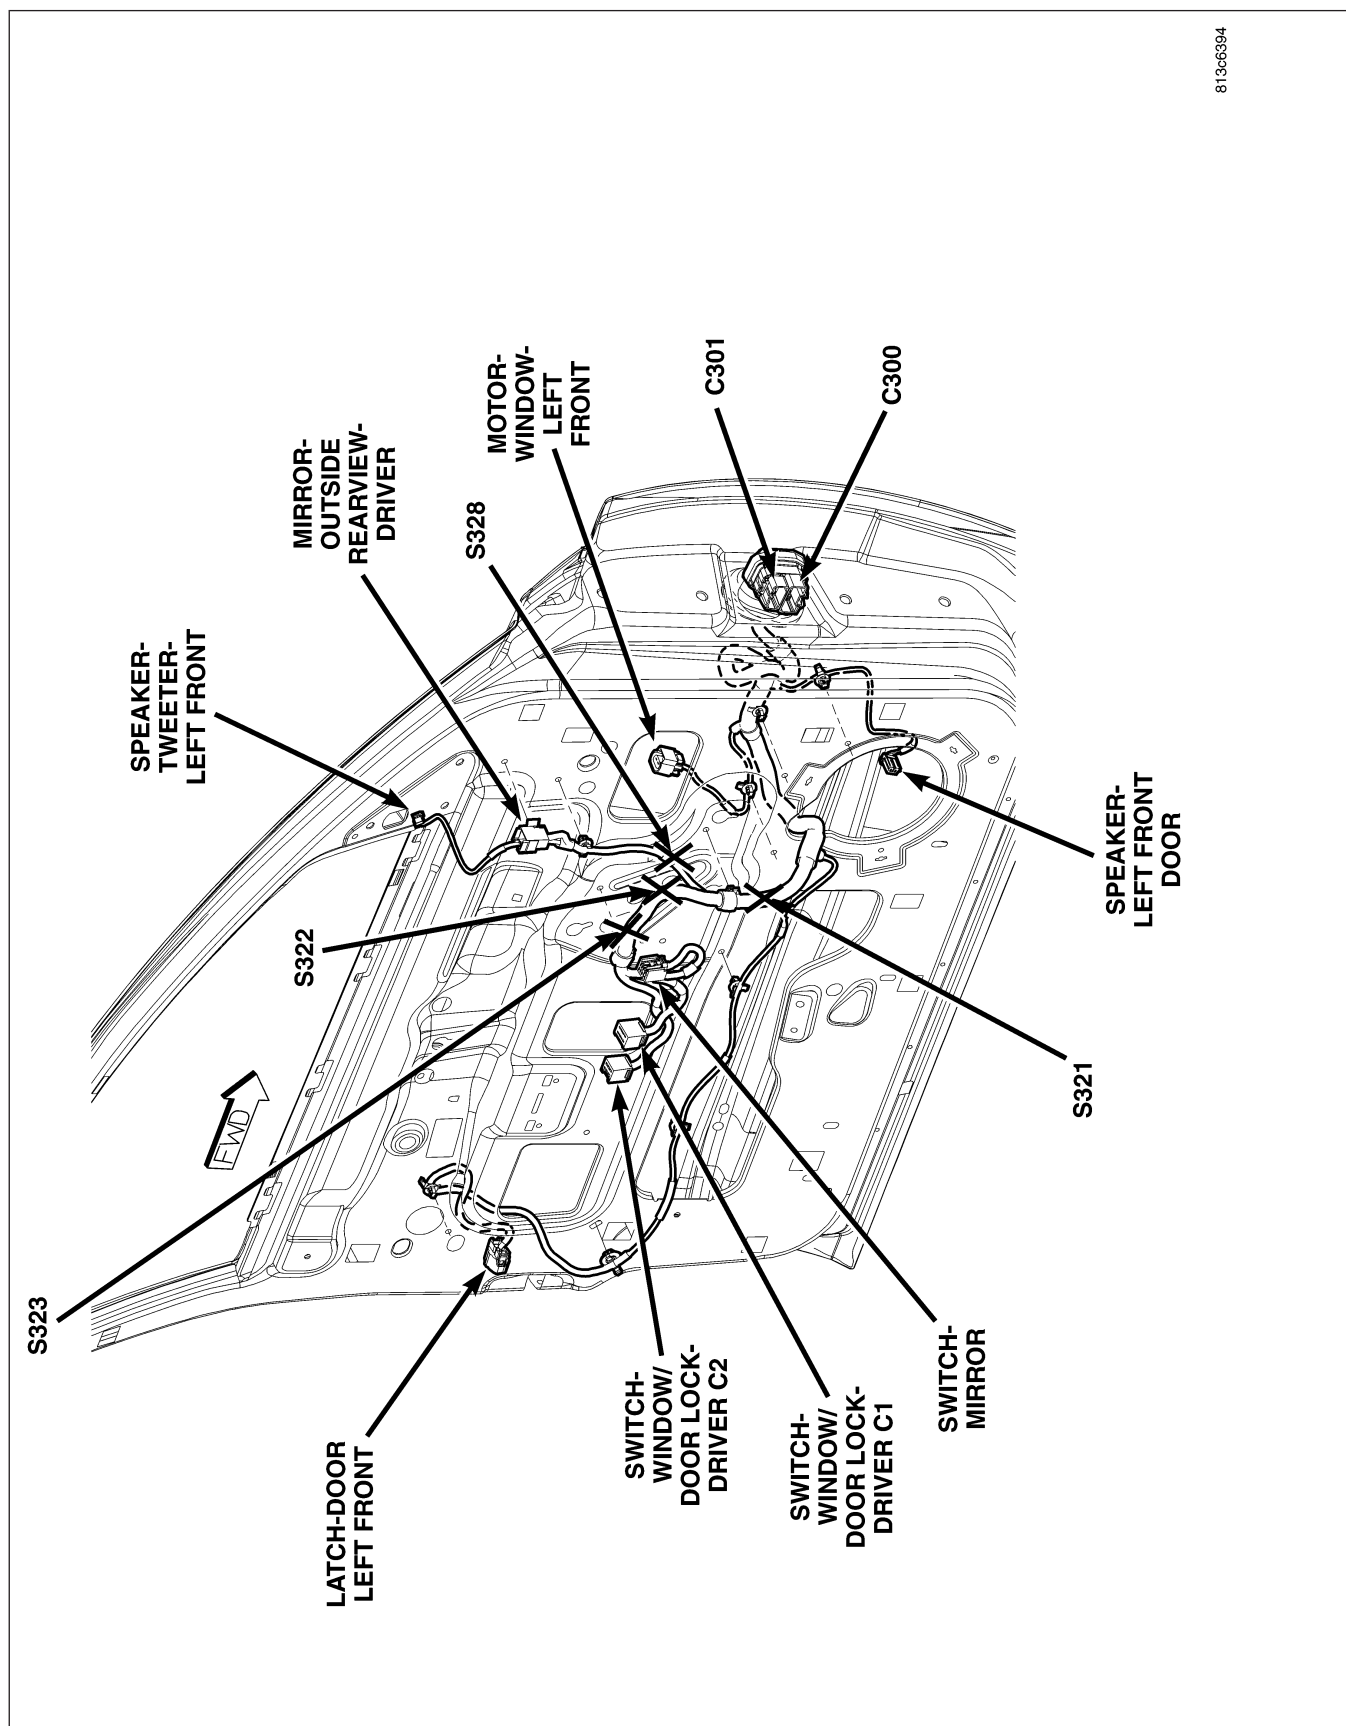 813c6394
C301
C300
MOTOR-
WINDOW-
LEFT
FRONT
MIRROR-
OUTSIDE
REARVIEW-
DRIVER
S328
SPEAKER-
TWEETER-
LEFT FRONT
SPEAKER-
LEFT FRONT
DOOR
S322
FWD
S321
S323
SWITCH-
MIRROR
SWITCH-
WINDOW/
DOOR LOCK-
DRIVER C2
SWITCH-
WINDOW/
DOOR LOCK-
DRIVER C1
LATCH-DOOR
LEFT FRONT